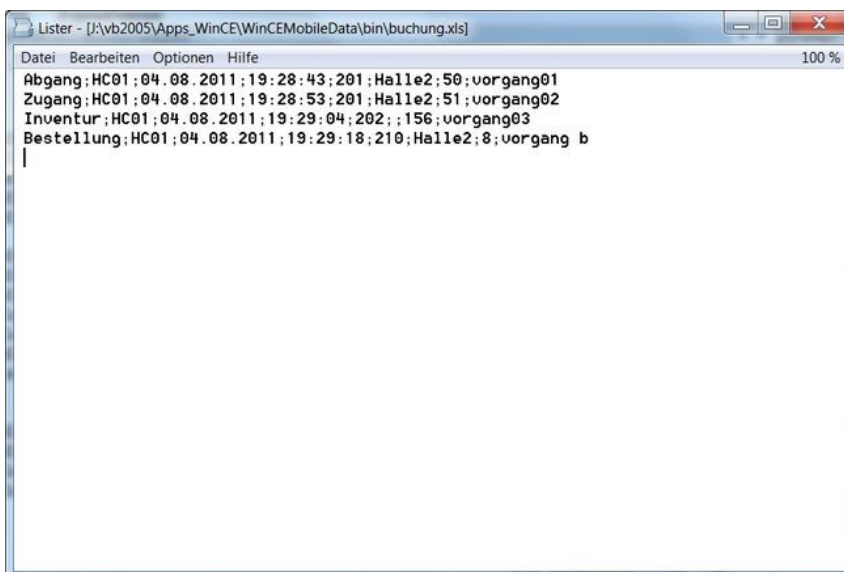 Lister - [J:\vb2005\Apps_WinCE\WinCEMobileData\bin\buchung.xls]
Datei Bearbeiten Optionen Hilfe 100 %
Abgang;HC01;04.08.2011;19:28:43;201;Halle2;50;vorgang01
Zugang;HC01;04.08.2011;19:28:53;201;Halle2;51;vorgang02
Inventur;HC01;04.08.2011;19:29:04;202;;156;vorgang03
Bestellung;HC01;04.08.2011;19:29:18;210;Halle2;8;vorgang b